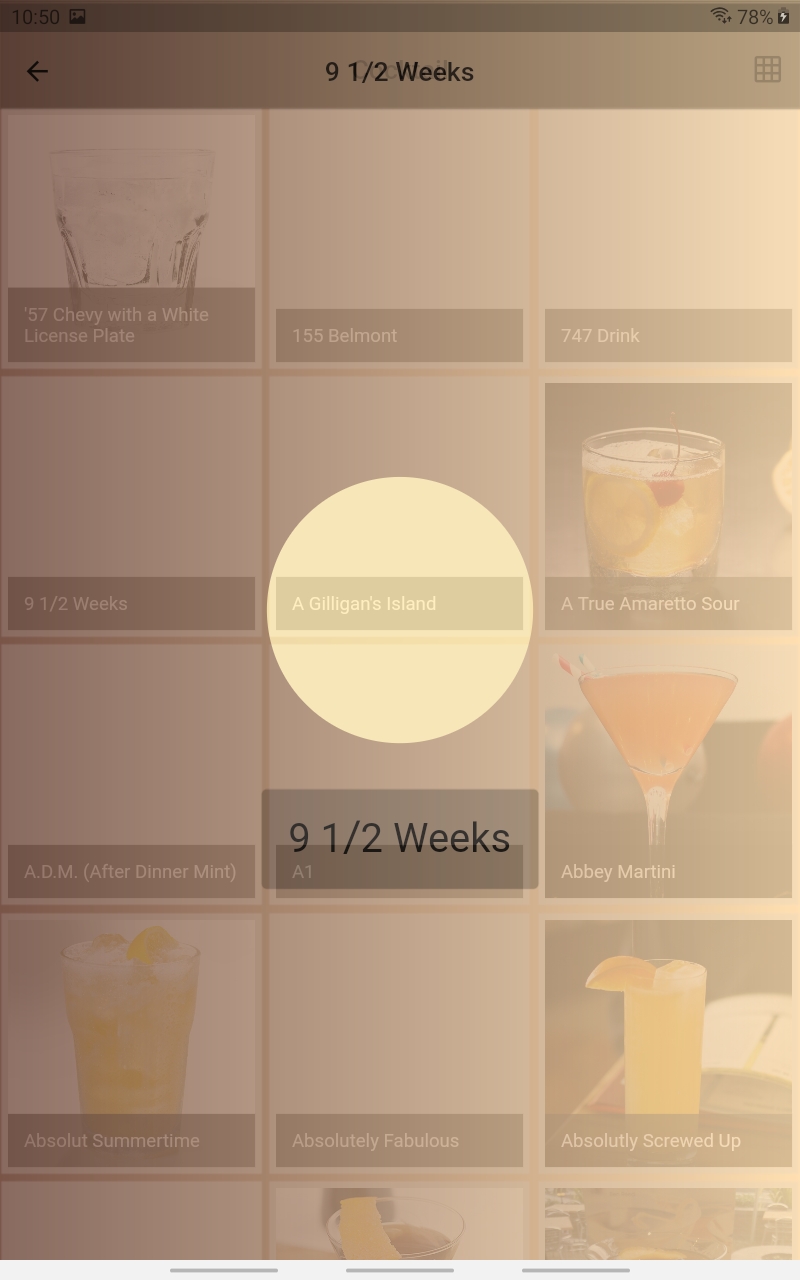 10:50 78%
9 1/2 Weeks
'57 Chevy with a White
License Plate
155 Belmont
747 Drink
9 1/2 Weeks
A Gilligan's Island
A True Amaretto Sour
9 1/2 Weeks
A.D.M. (After Dinner Mint)
A1
Abbey Martini
Absolut Summertime
Absolutely Fabulous
Absolutly Screwed Up